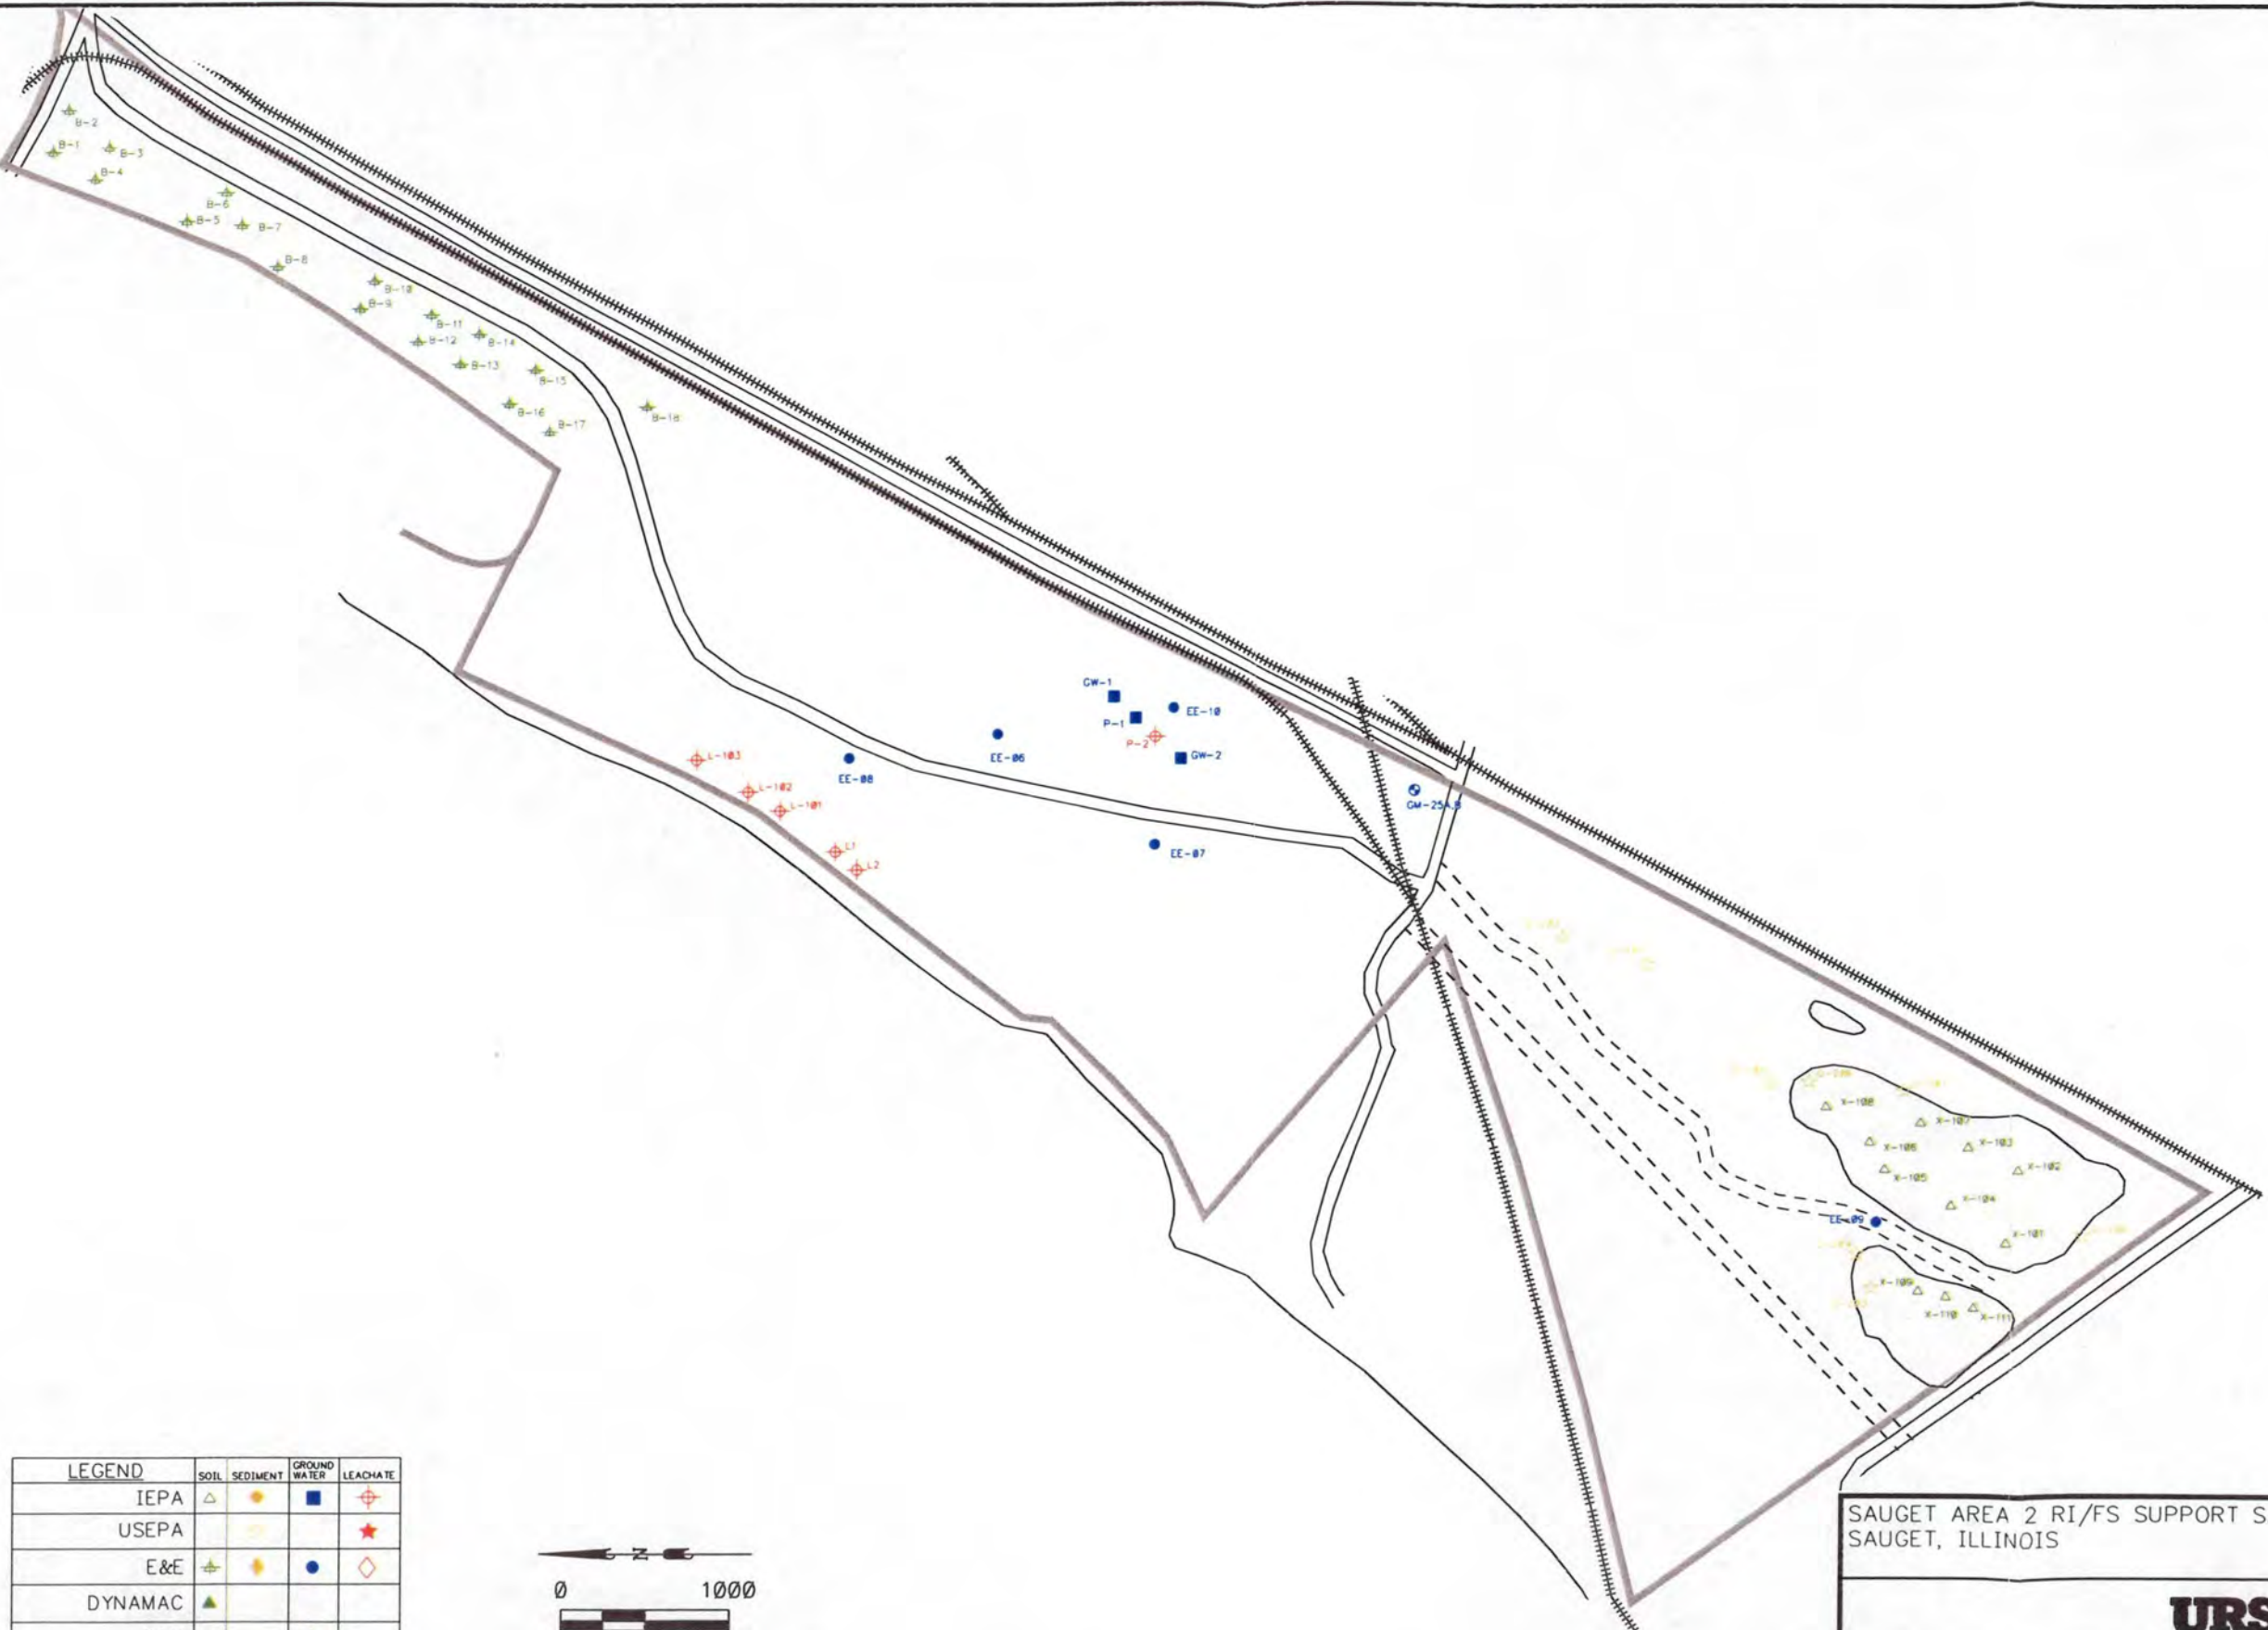 B-2
B-1
B-3
B-4
B-6
B-5
B-7
B-8
B-10
B-9
B-11
B-12
B-14
B-13
B-15
B-16
B-17
B-18
GW-1
P-1
EE-10
P-2
GW-2
EE-06
EE-08
L-103
L-102
L-101
L1
L2
GM-25A,B
EE-07
X-108
X-107
X-106
X-103
X-105
X-102
X-104
EE-09
X-101
X-109
X-110
X-111
LEGEND SOIL SEDIMENT GROUND WATER LEACHATE
IEPA
USEPA
E&E
DYNAMAC
N
0 1000
SAUGET AREA 2 RI/FS SUPPORT S
SAUGET, ILLINOIS
URS